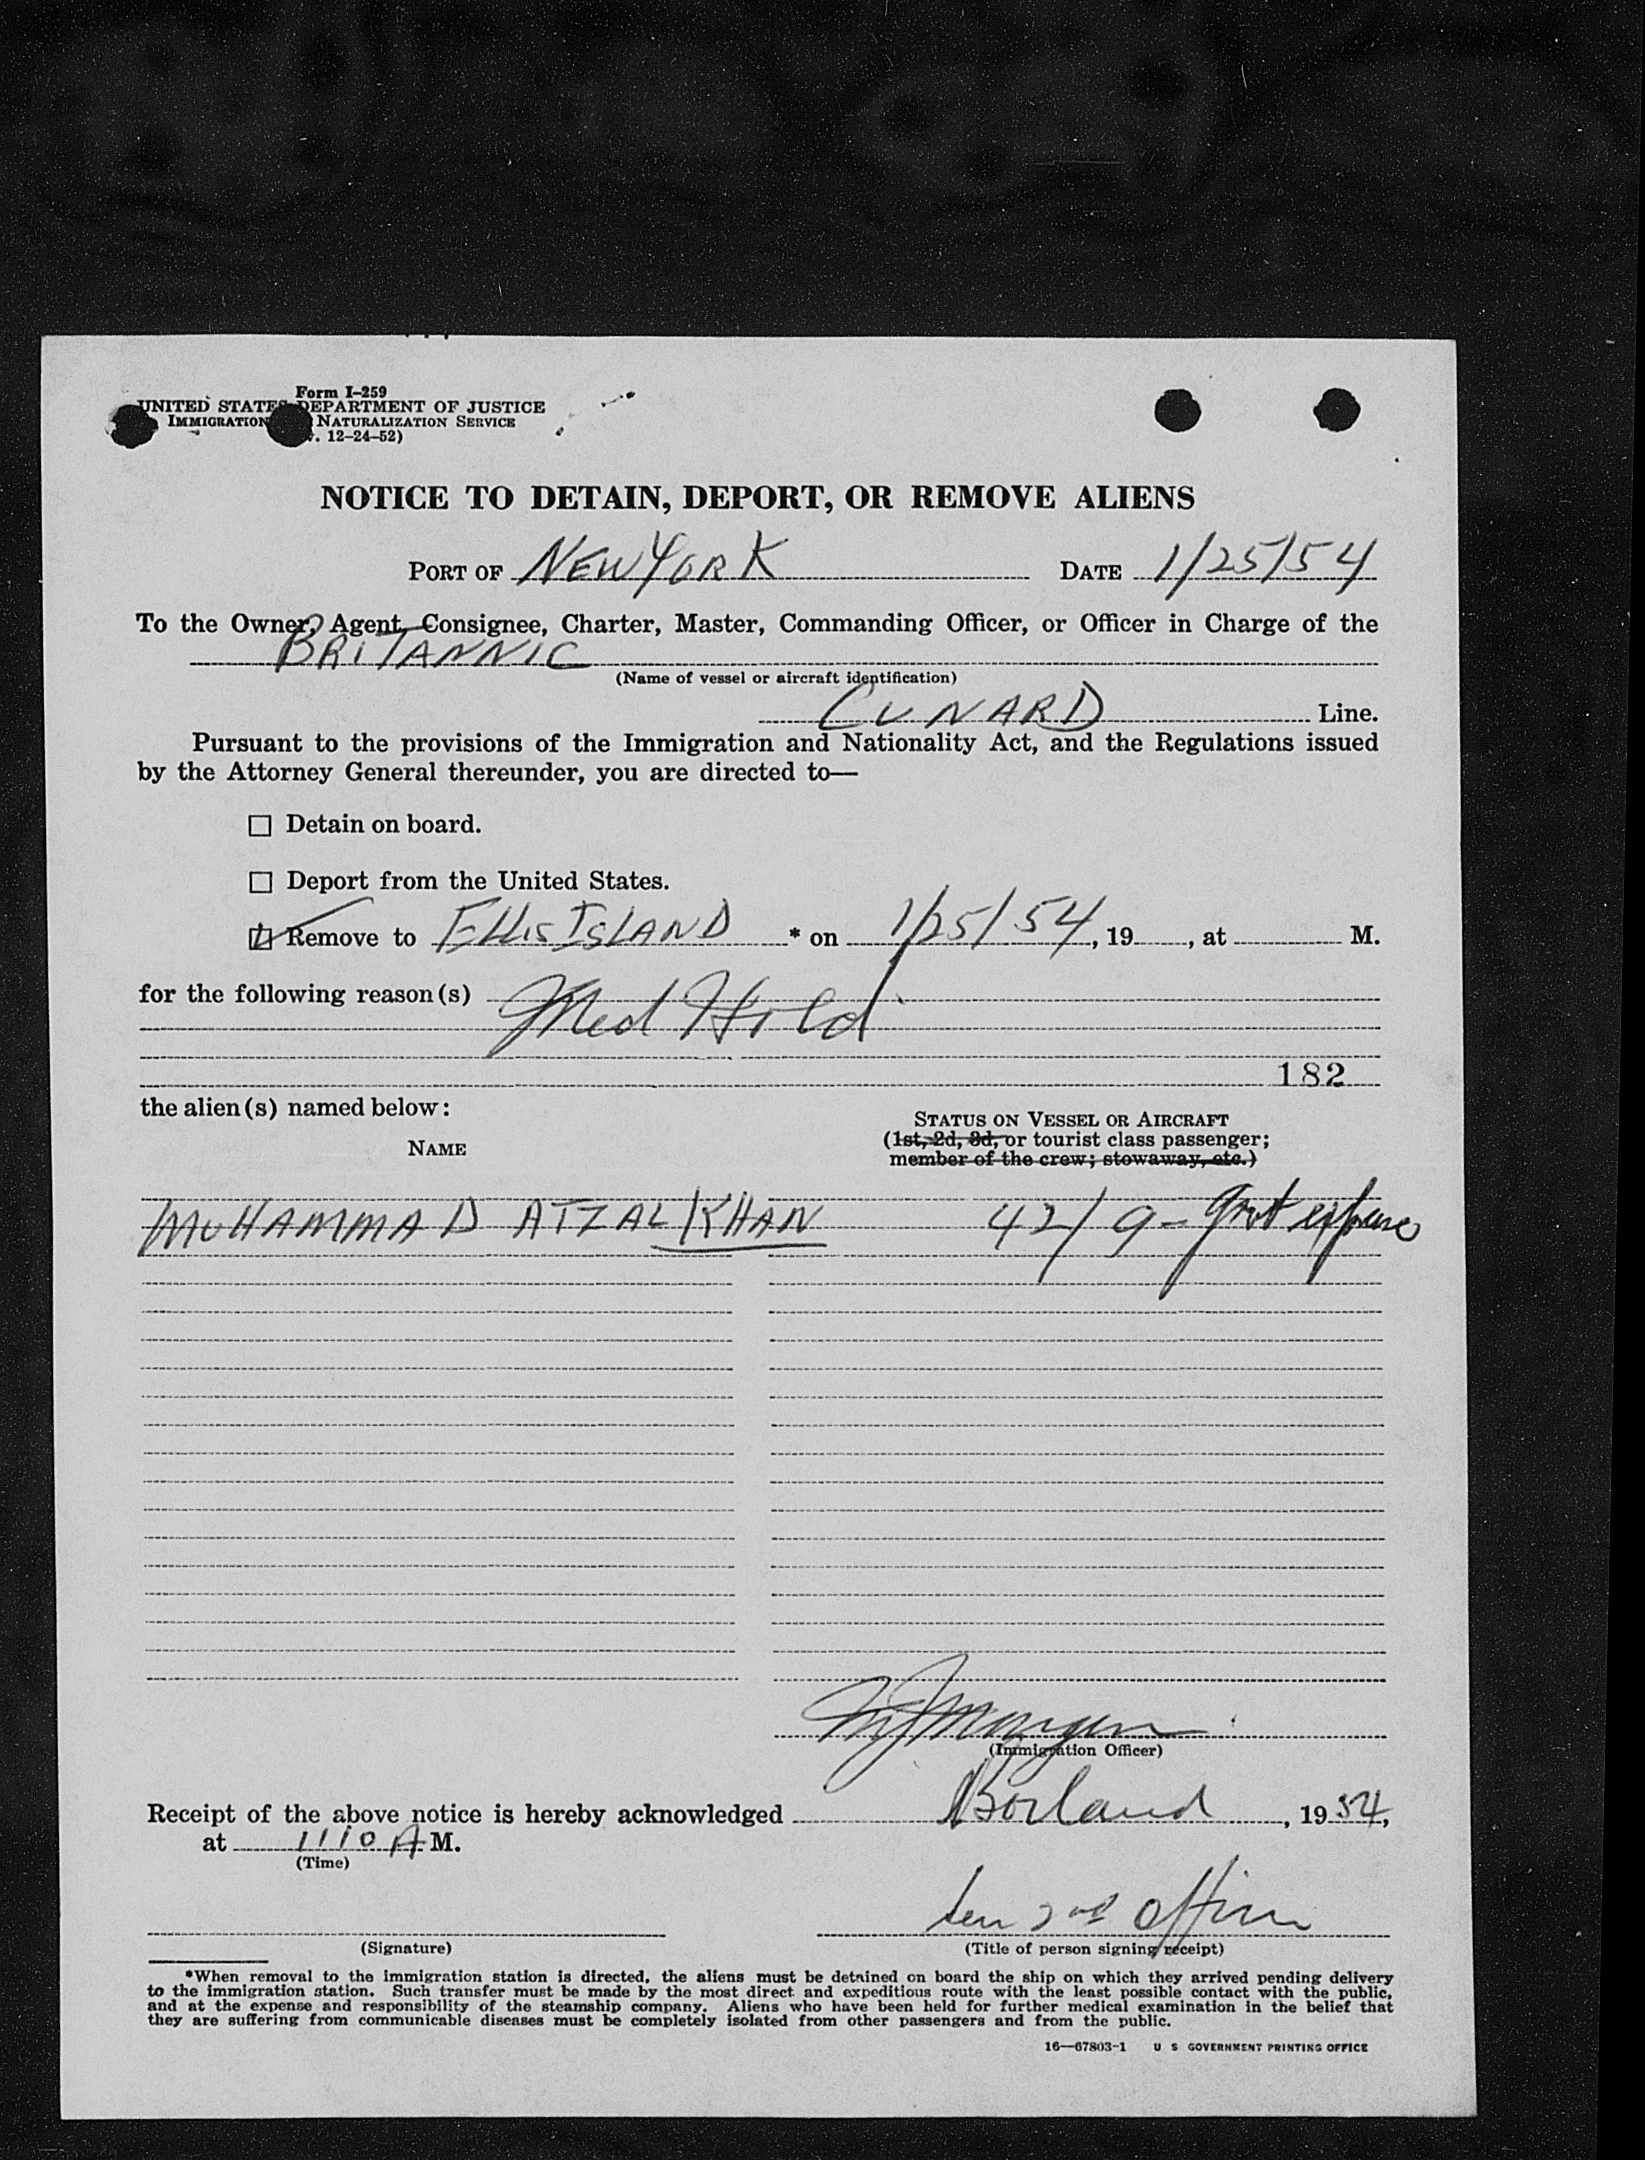 Form I-259
UNITED STATES DEPARTMENT OF JUSTICE
IMMIGRATION NATURALIZATION SERVICE
. 12-24-52)
NOTICE TO DETAIN, DEPORT, OR REMOVE ALIENS
PORT OF NEW YORK DATE 1/25/54
To the Owner, Agent, Consignee, Charter, Master, Commanding Officer, or Officer in Charge of the
BRITANNIC
(Name of vessel or aircraft identification)
CUNARD Line.
Pursuant to the provisions of the Immigration and Nationality Act, and the Regulations issued
by the Attorney General thereunder, you are directed to—
Detain on board.
Deport from the United States.
Remove to ELLIS ISLAND * on 1/25/54, 19 , at M.
for the following reason(s) Med Hold
182
the alien(s) named below:
STATUS ON VESSEL OR AIRCRAFT
(1st, 2d, 3d, or tourist class passenger;
NAME
member of the crew; stowaway, etc.)
MUHAMMAD ATZAL KHAN 42/9- Govt expenses
(Immigration Officer)
Receipt of the above notice is hereby acknowledged Borland, 1954,
at 1110 A M.
(Time)
Sen 2nd Officer
(Signature) (Title of person signing receipt)
*When removal to the immigration station is directed, the aliens must be detained on board the ship on which they arrived pending delivery
to the immigration station. Such transfer must be made by the most direct and expeditious route with the least possible contact with the public,
and at the expense and responsibility of the steamship company. Aliens who have been held for further medical examination in the belief that
they are suffering from communicable diseases must be completely isolated from other passengers and from the public.
16—67803-1 U S GOVERNMENT PRINTING OFFICE